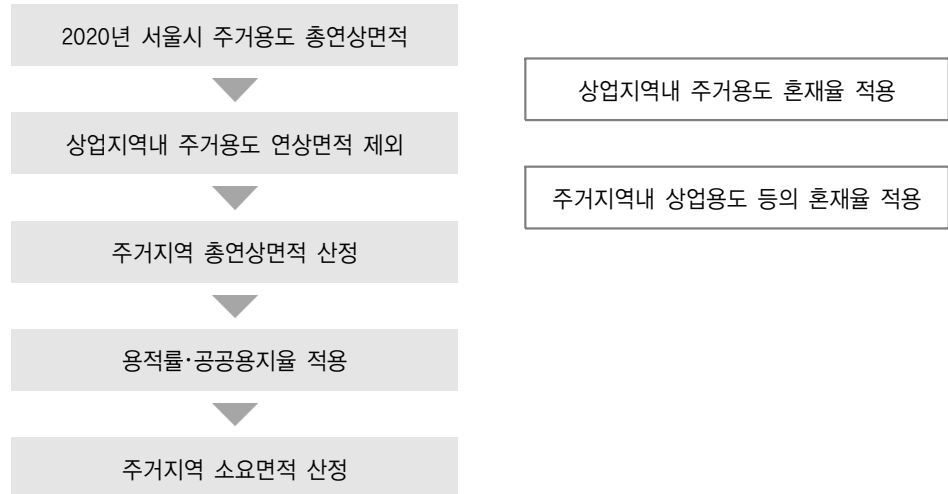 2020년 서울시 주거용도 총연상면적
상업지역내 주거용도 혼재율 적용
상업지역내 주거용도 연상면적 제외
주거지역내 상업용도 등의 혼재율 적용
주거지역 총연상면적 산정
용적률·공공용지율 적용
주거지역 소요면적 산정